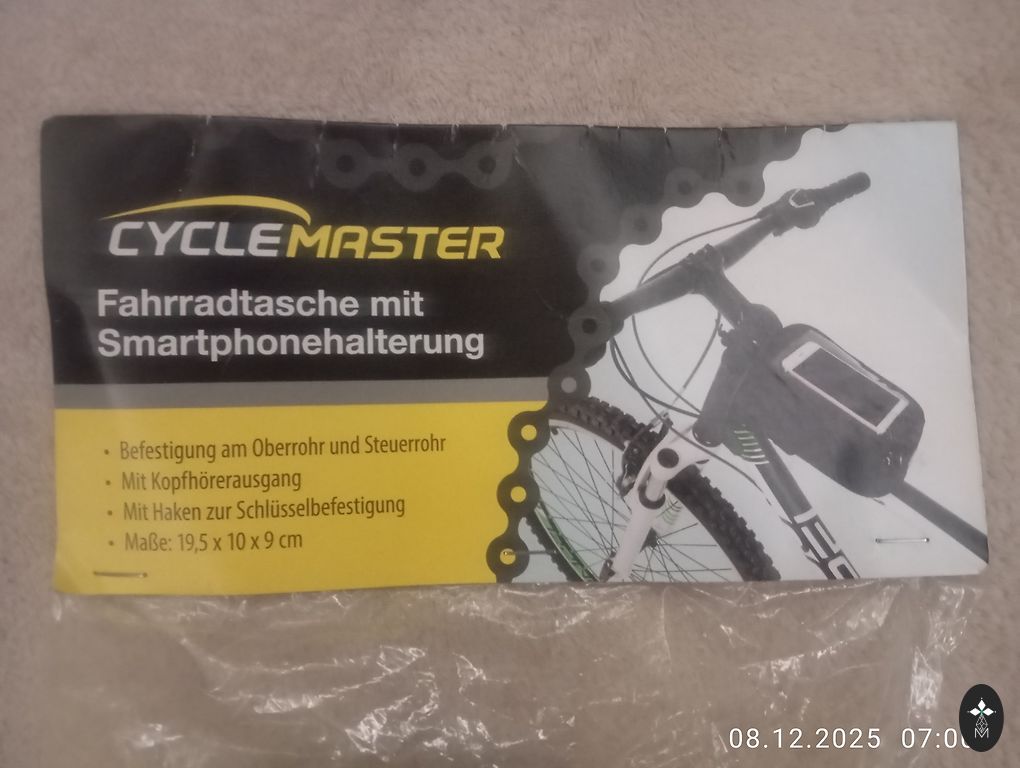 CYCLEMASTER
Fahrradtasche mit
Smartphonehalterung
• Befestigung am Oberrohr und Steuerrohr
• Mit Kopfhörerausgang
• Mit Haken zur Schlüsselbefestigung
• Maße: 19,5 x 10 x 9 cm
08.12.2025